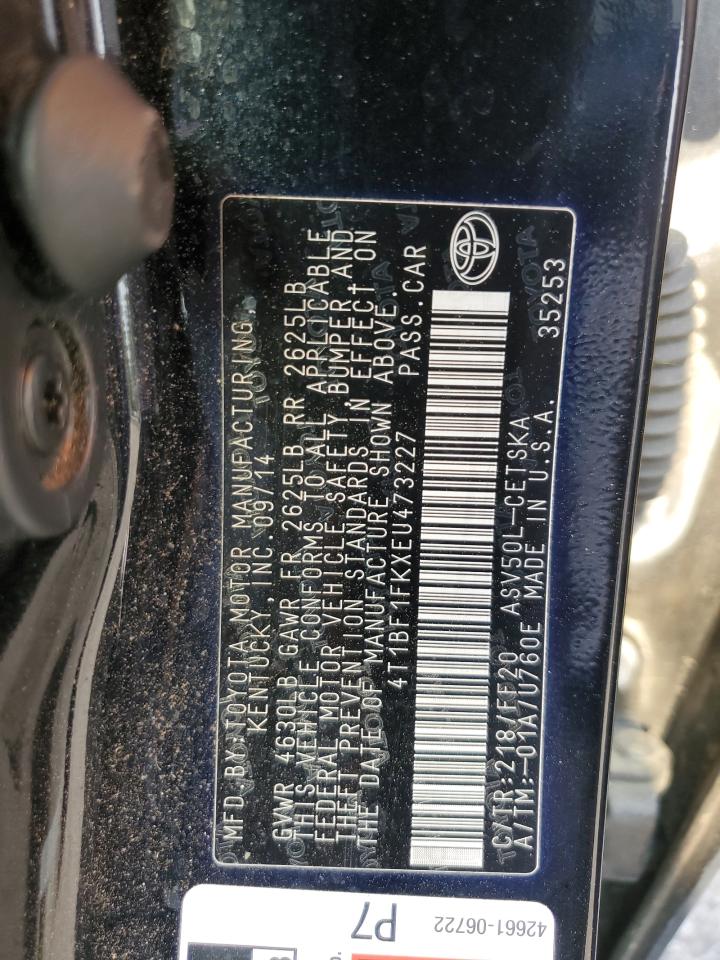 MFD BY TOYOTA MOTOR MANUFACTURING,
KENTUCKY, INC. 09/14
GVWR 4630LB GAWR FR 2625LB RR 2625LB
THIS VEHICLE CONFORMS TO ALL APPLICABLE
FEDERAL MOTOR VEHICLE SAFETY, BUMPER AND
THEFT PREVENTION STANDARDS IN EFFECT ON
THE DATE OF MANUFACTURE SHOWN ABOVE.
4T1BF1FKXEU473227 PASS.CAR
C/TR:218/FF20 ASV50L-CETSKA
A/TM:-01A/U760E MADE IN U.S.A. 35253
P7
42661-06722